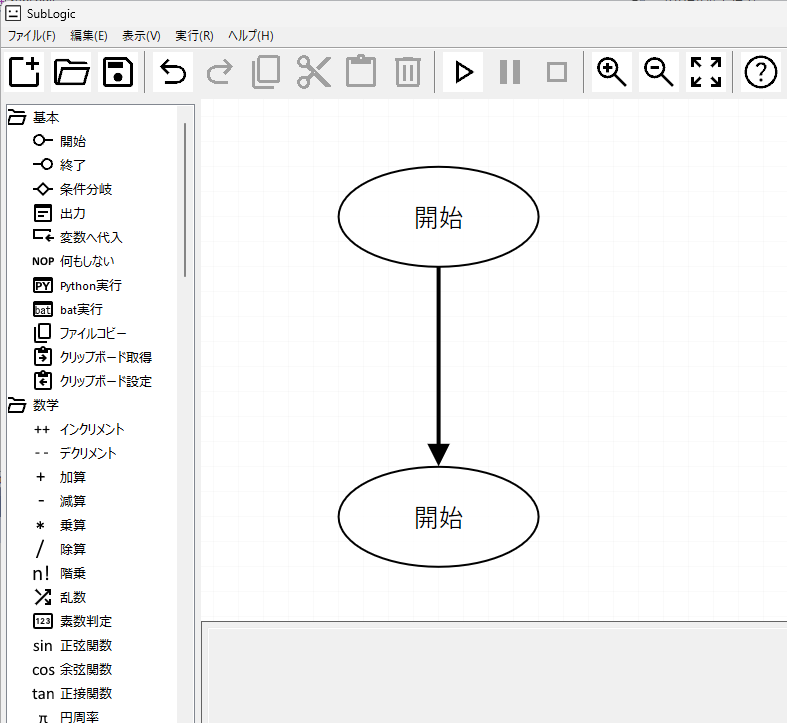 SubLogic
ファイル(F) 編集(E) 表示(V) 実行(R) ヘルプ(H)
基本
開始
終了
条件分岐
出力
変数へ代入
NOP 何もしない
PY Python実行
bat bat実行
ファイルコピー
クリップボード取得
クリップボード設定
数学
++ インクリメント
-- デクリメント
+ 加算
- 減算
* 乗算
/ 除算
n! 階乗
乱数
123 素数判定
sin 正弦関数
cos 余弦関数
tan 正接関数
π 円周率
開始
開始